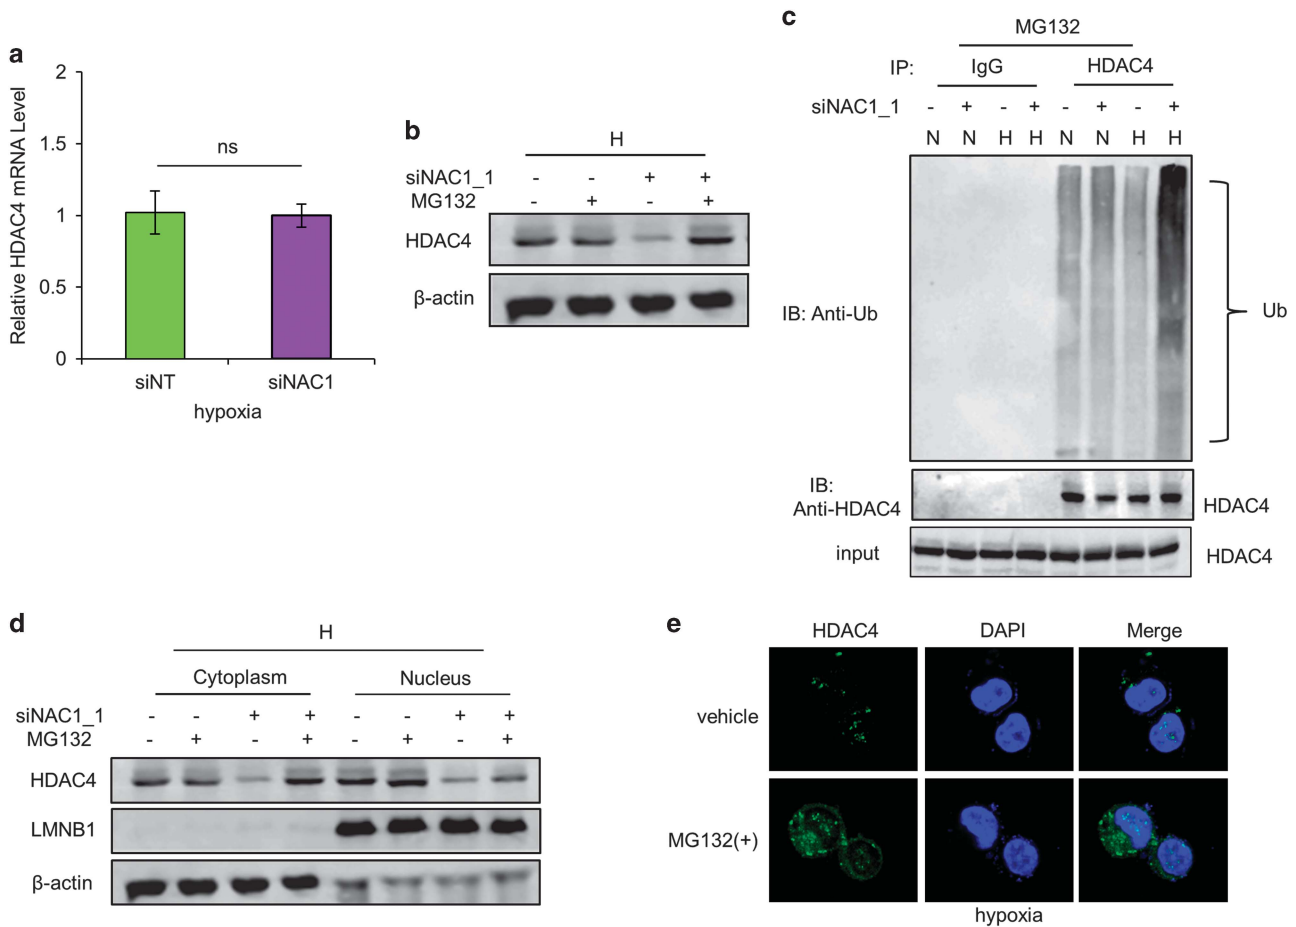 a
Relative HDAC4 mRNA Level
2
1.5
1
0.5
0
ns
siNT
siNAC1
hypoxia
b
H
siNAC1_1 - - + +
MG132 - + - +
HDAC4
β-actin
c
MG132
IP: IgG HDAC4
siNAC1_1 - + - + - + - +
N N H H N N H H
IB: Anti-Ub
Ub
IB:
Anti-HDAC4
HDAC4
input
HDAC4
d
H
Cytoplasm Nucleus
siNAC1_1 - - + + - - + +
MG132 - + - + - + - +
HDAC4
LMNB1
β-actin
e
HDAC4 DAPI Merge
vehicle
MG132(+)
hypoxia